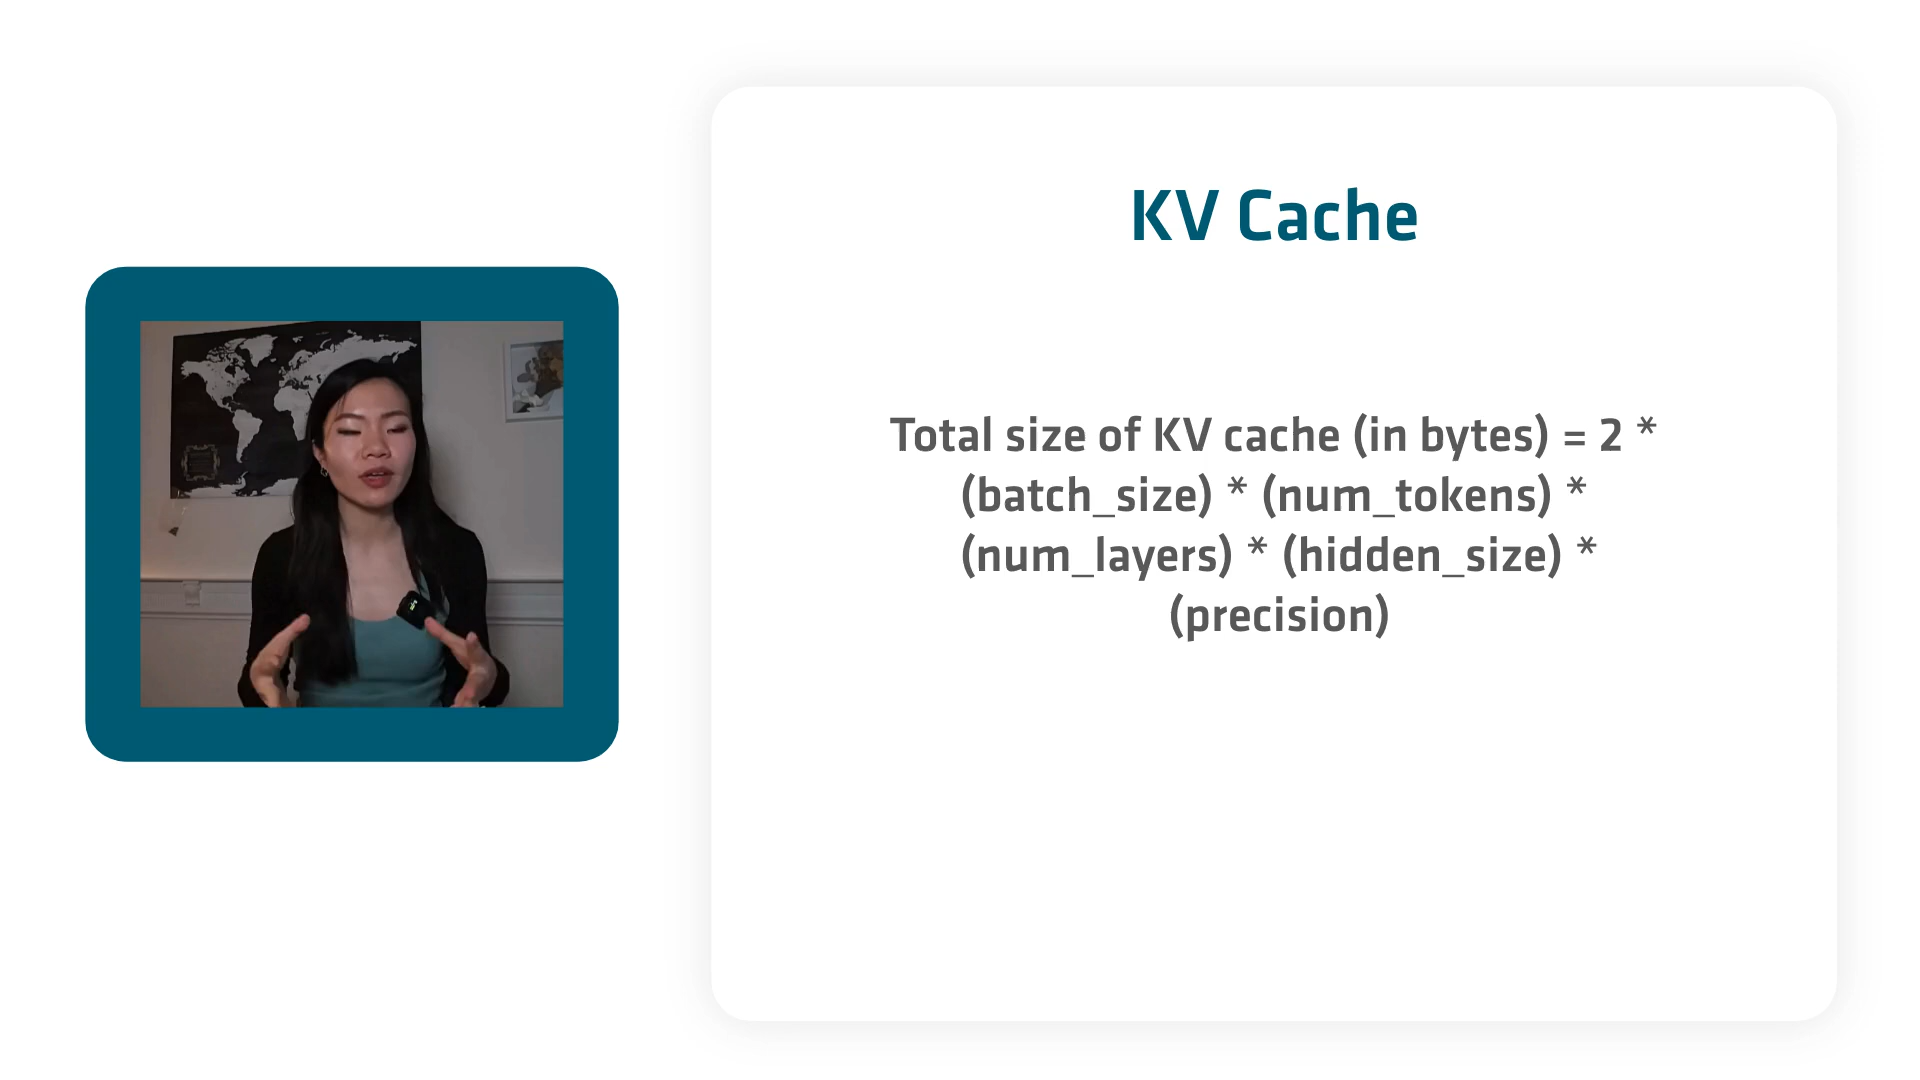 KV Cache
Total size of KV cache (in bytes) = 2 *
(batch_size) * (num_tokens) *
(num_layers) * (hidden_size) *
(precision)